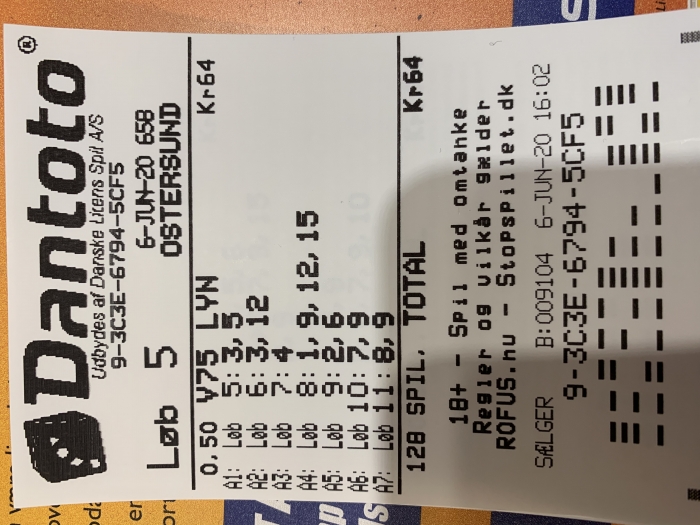 Dantoto®
Udbydes af Danske Licens Spil A/S
9-3C3E-6794-5CF5
6-JUN-20 658
Løb 5 OSTERSUND
0.50 V75 LYN Kr64
A1: Løb 5: 3,5
A2: Løb 6: 3,12
A3: Løb 7: 4
A4: Løb 8: 1,9,12,15
A5: Løb 9: 2,6
A6: Løb 10: 7,9
A7: Løb 11: 8,9
128 SPIL, TOTAL Kr64
18+ - Spil med omtanke
Regler og vilkår gælder
ROFUS.nu - StopSpillet.dk
SÆLGER B:009104 6-JUN-20 16:02
9-3C3E-6794-5CF5